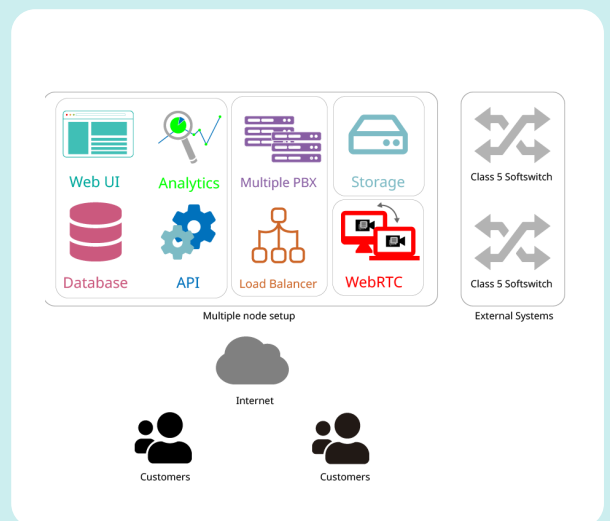 Web UI
Analytics
Multiple PBX
Storage
Class 5 Softswitch
Database
API
Load Balancer
WebRTC
Class 5 Softswitch
Multiple node setup
External Systems
Internet
Customers
Customers